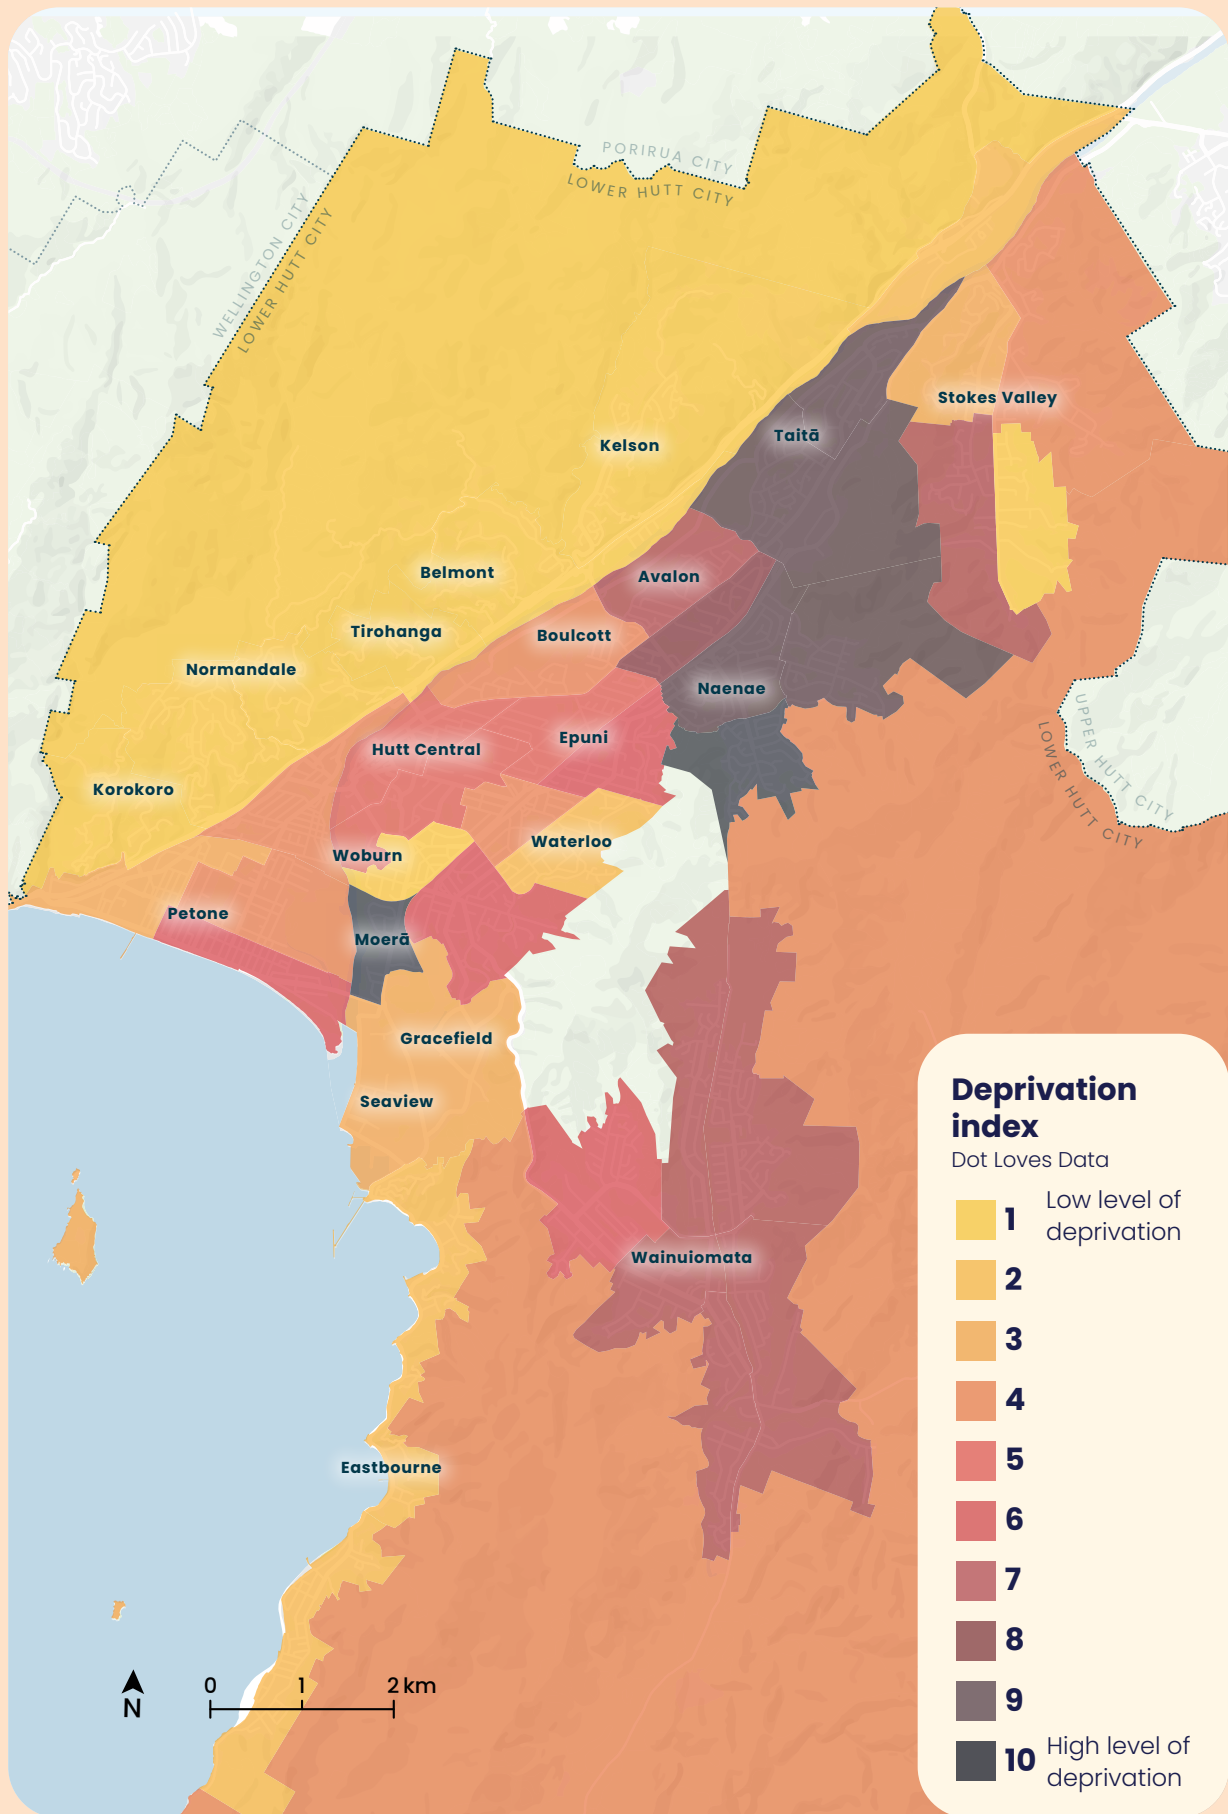 PORIRUA CITY
LOWER HUTT CITY
WELLINGTON CITY
LOWER HUTT CITY
Stokes Valley
Taitā
Kelson
Belmont
Avalon
Tirohanga
Boulcott
Normandale
Naenae
UPPER HUTT CITY
LOWER HUTT CITY
Hutt Central
Epuni
Korokoro
Woburn
Waterloo
Petone
Moerā
Gracefield
Seaview
Wainuiomata
Eastbourne
0 1 2 km
N
Deprivation
index
Dot Loves Data
1 Low level of
deprivation
2
3
4
5
6
7
8
9
10 High level of
deprivation